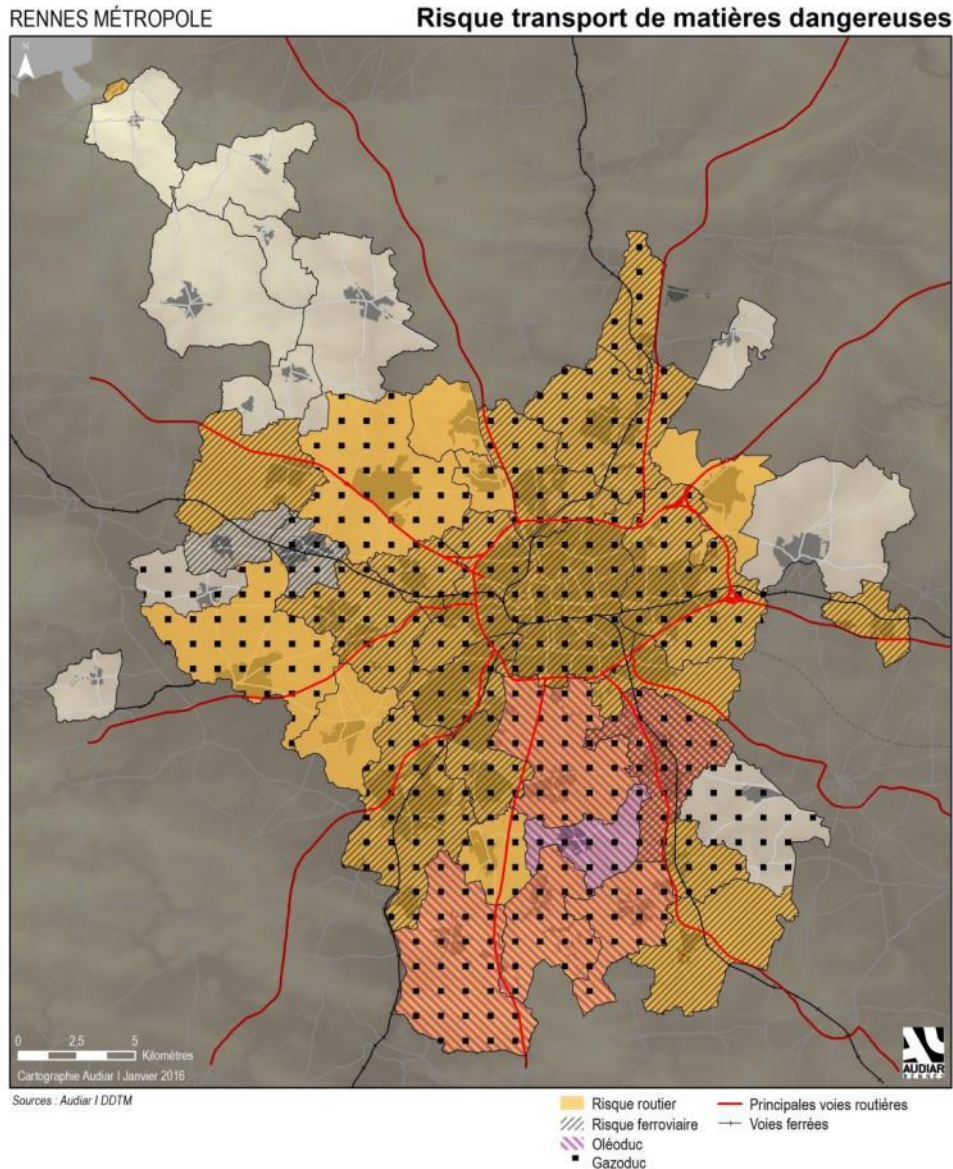 RENNES MÉTROPOLE
Risque transport de matières dangereuses
N
0 2,5 5
Kilomètres
Cartographie Audiar I Janvier 2016
AUDIAR
RENNES
Sources : Audiar I DDTM
Risque routier
Risque ferroviaire
Oléoduc
Gazoduc
Principales voies routières
Voies ferrées